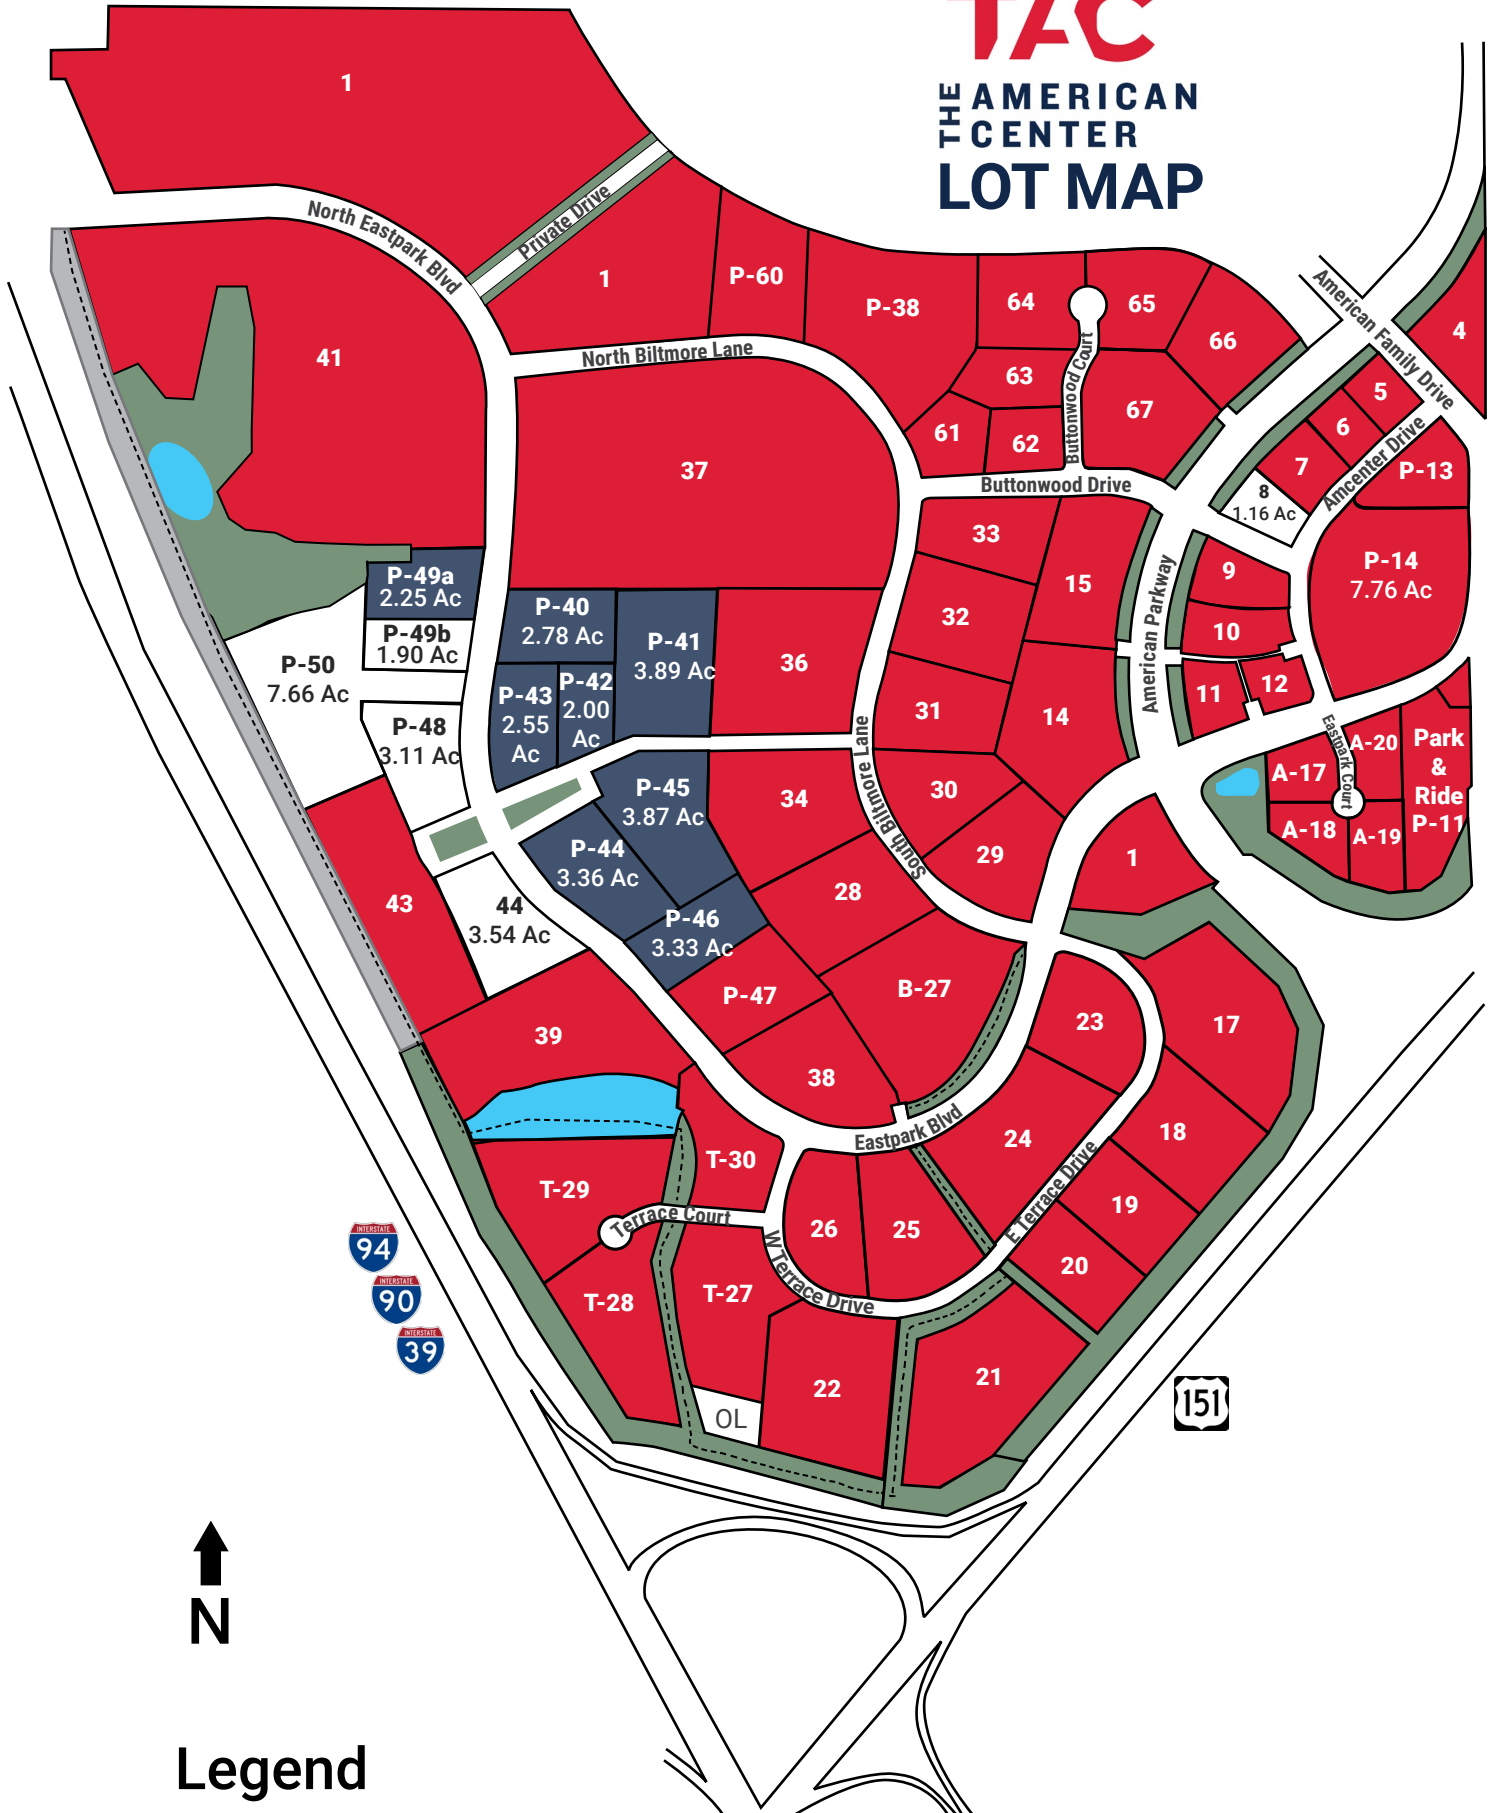 TAC
THE AMERICAN
CENTER
LOT MAP
1
Private Drive
North Eastpark Blvd
1
P-60
P-38
64
65
66
American Family Drive
4
41
North Biltmore Lane
63
Buttonwood Court
67
5
6
7
Amcenter Drive
P-13
61
62
37
Buttonwood Drive
8
1.16 Ac
33
15
American Parkway
9
P-14
7.76 Ac
P-49a
2.25 Ac
P-40
2.78 Ac
P-41
3.89 Ac
32
10
P-49b
1.90 Ac
P-50
7.66 Ac
36
P-43
2.55
Ac
P-42
2.00
Ac
31
14
11
12
P-48
3.11 Ac
South Biltmore Lane
Eastpark Court
A-20
Park
&
Ride
P-11
A-17
A-18
A-19
P-45
3.87 Ac
34
30
29
1
P-44
3.36 Ac
28
43
44
3.54 Ac
P-46
3.33 Ac
P-47
B-27
23
17
39
38
Eastpark Blvd
24
18
T-30
T-29
Terrace Court
26
25
E Terrace Drive
19
20
W Terrace Drive
T-28
T-27
22
21
OL
INTERSTATE
94
INTERSTATE
90
INTERSTATE
39
151
N
Legend